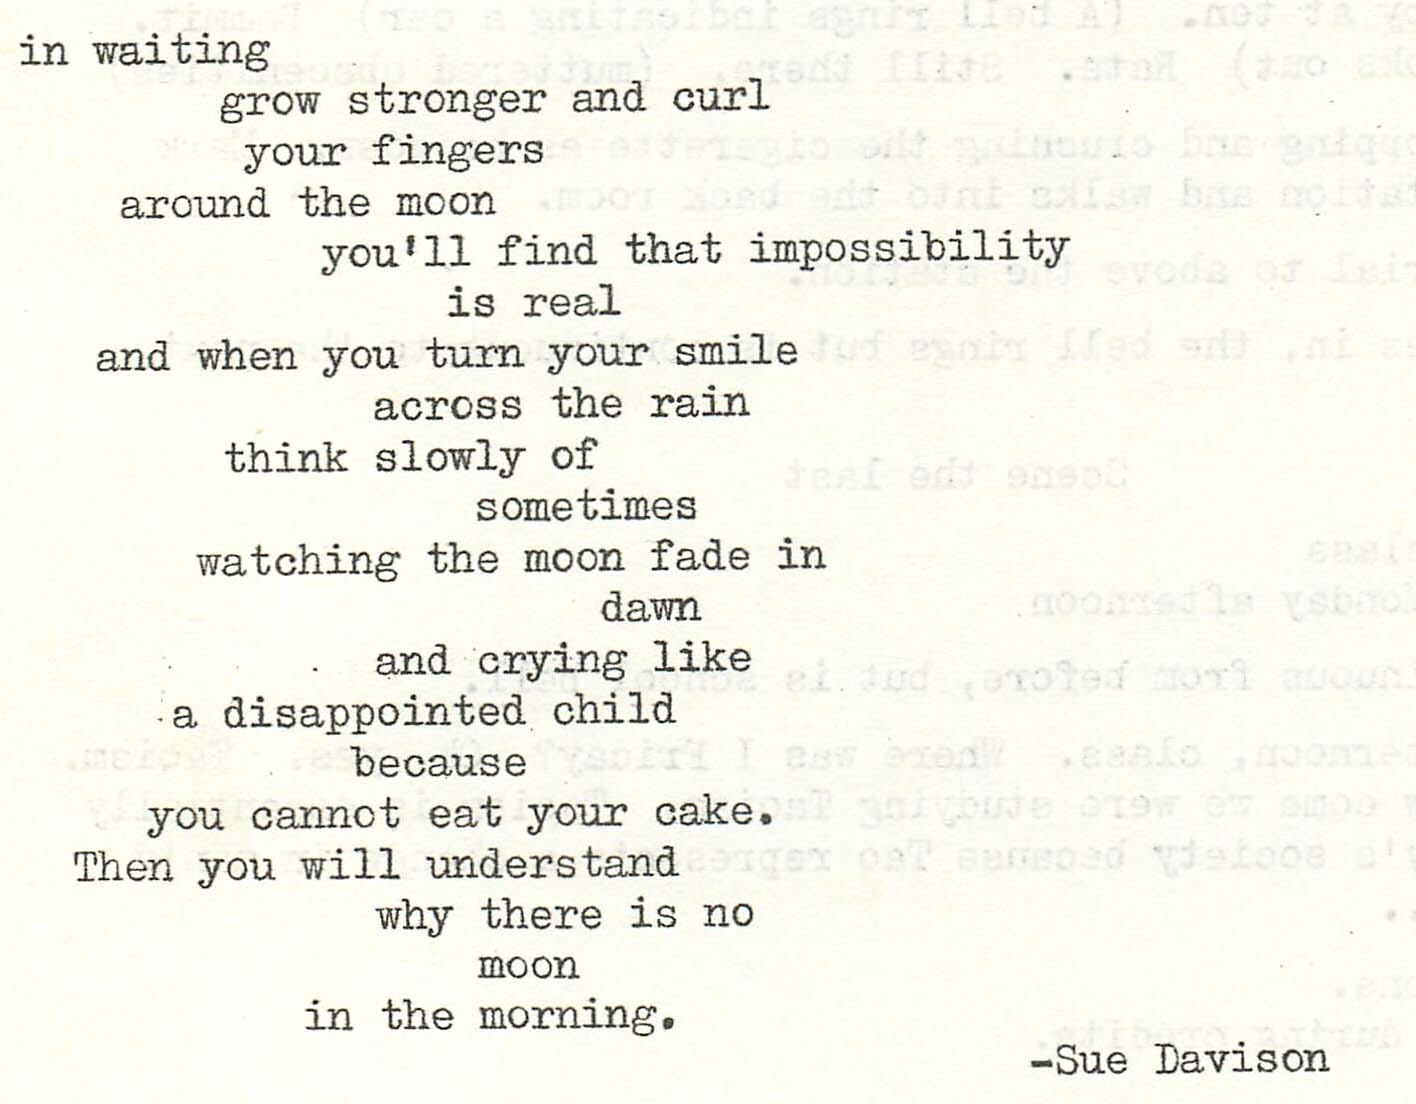 in waiting
grow stronger and curl
your fingers
around the moon
you'll find that impossibility
is real
and when you turn your smile
across the rain
think slowly of
sometimes
watching the moon fade in
dawn
and crying like
a disappointed child
because
you cannot eat your cake.
Then you will understand
why there is no
moon
in the morning.
-Sue Davison